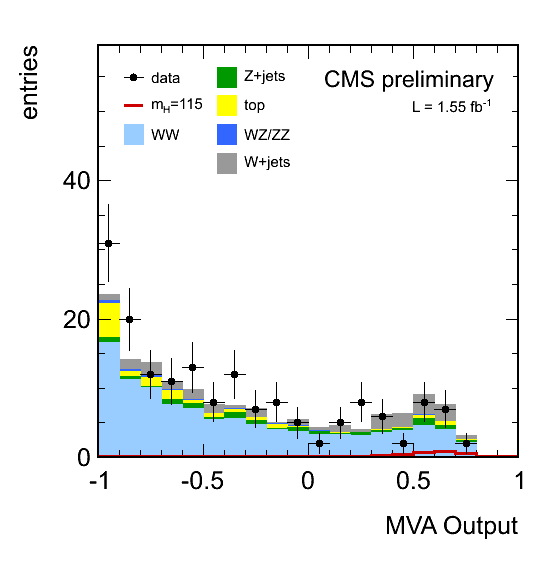 entries
CMS preliminary
L = 1.55 fb⁻¹
data
m_H=115
WW
Z+jets
top
WZ/ZZ
W+jets
40
20
0
-1
-0.5
0
0.5
1
MVA Output